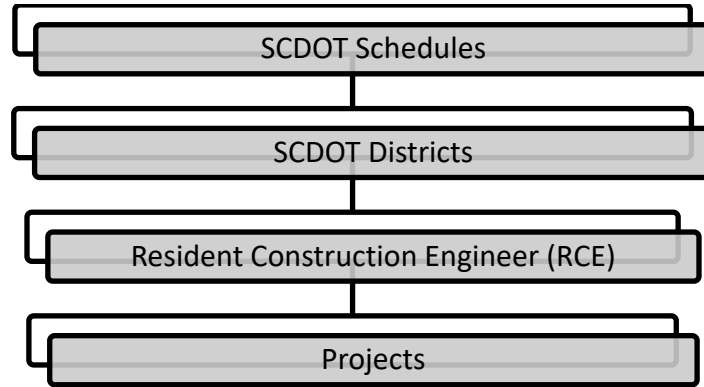 SCDOT Schedules
SCDOT Districts
Resident Construction Engineer (RCE)
Projects